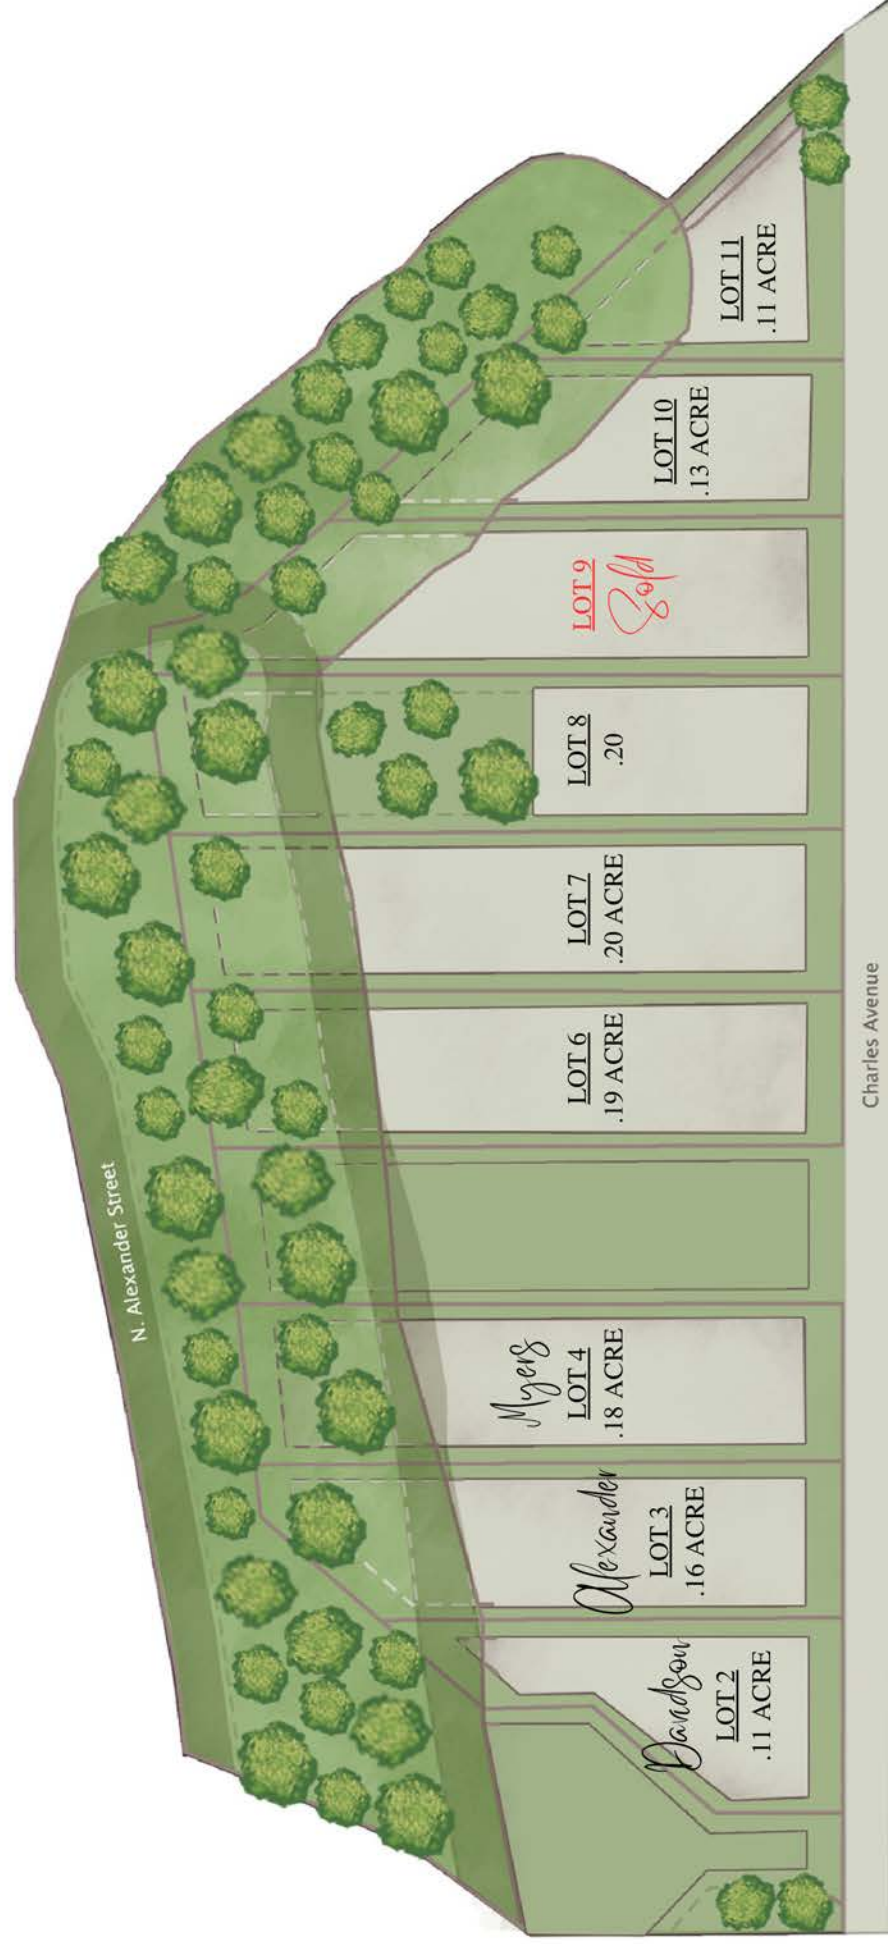 N. Alexander Street
Davidson
LOT 2
.11 ACRE
Alexander
LOT 3
.16 ACRE
Myers
LOT 4
.18 ACRE
LOT 6
.19 ACRE
LOT 7
.20 ACRE
LOT 8
.20
LOT 9
Sold
LOT 10
.13 ACRE
LOT 11
.11 ACRE
Charles Avenue